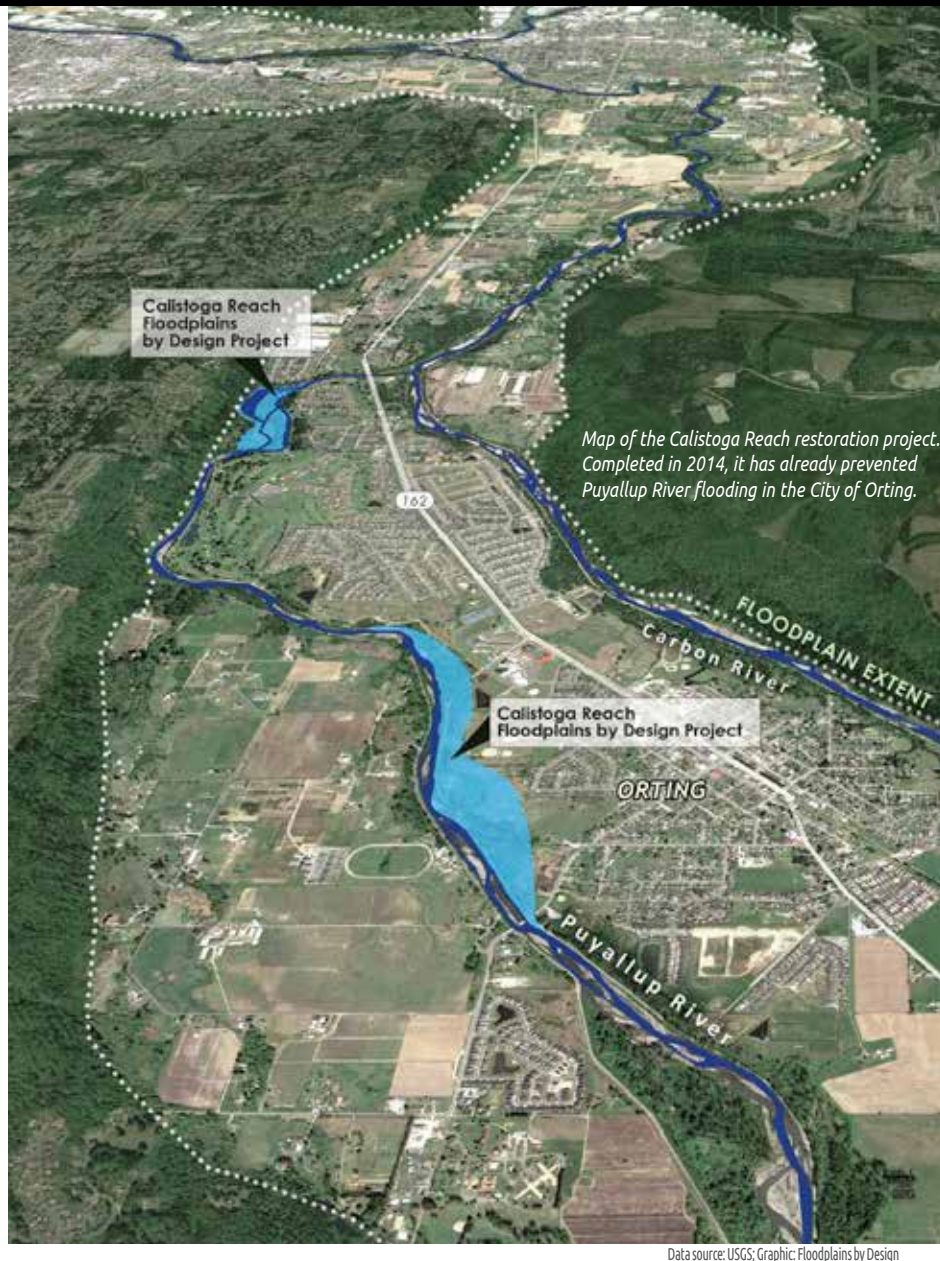 Calistoga Reach
Floodplains
by Design Project
Map of the Calistoga Reach restoration project.
Completed in 2014, it has already prevented
Puyallup River flooding in the City of Orting.
162
FLOODPLAIN EXTENT
Carbon River
Calistoga Reach
Floodplains by Design Project
ORTING
Puyallup River
Data source: USGS; Graphic: Floodplains by Design